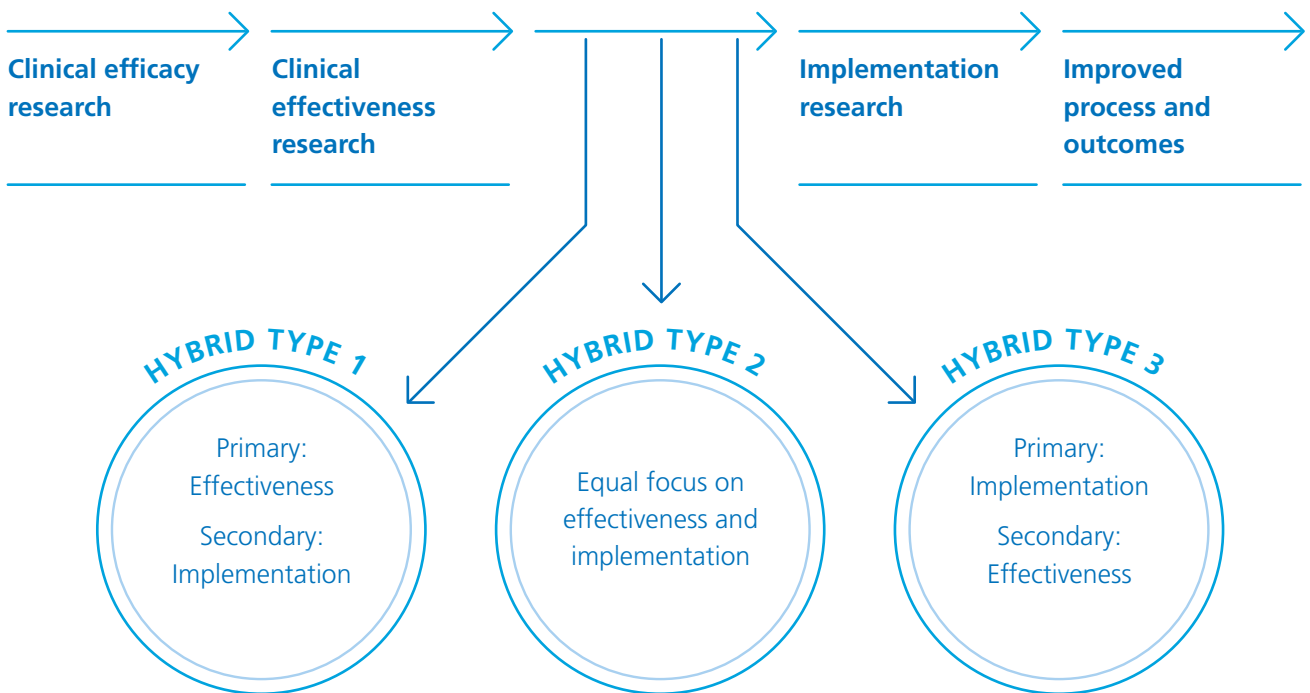 Clinical efficacy
research
Clinical
effectiveness
research
Implementation
research
Improved
process and
outcomes
HYBRID TYPE 1
Primary:
Effectiveness
Secondary:
Implementation
HYBRID TYPE 2
Equal focus on
effectiveness and
implementation
HYBRID TYPE 3
Primary:
Implementation
Secondary:
Effectiveness